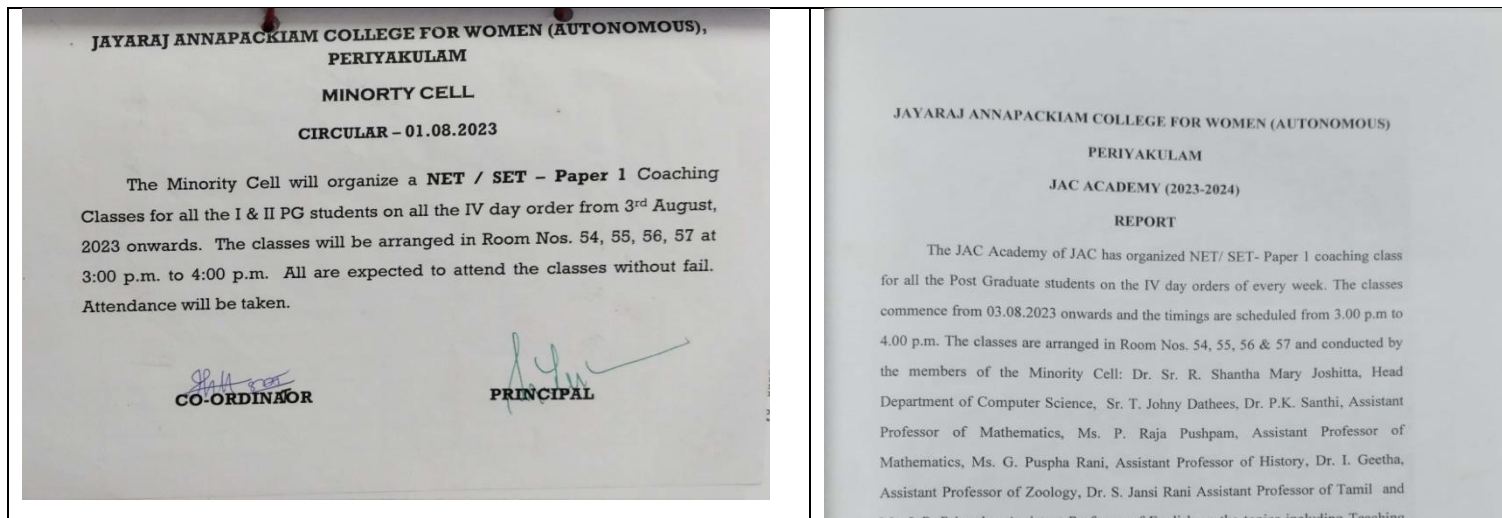 JAYARAJ ANNAPACKIAM COLLEGE FOR WOMEN (AUTONOMOUS),
PERIYAKULAM
MINORTY CELL
CIRCULAR – 01.08.2023
The Minority Cell will organize a NET / SET – Paper 1 Coaching
Classes for all the I & II PG students on all the IV day order from 3rd August,
2023 onwards. The classes will be arranged in Room Nos. 54, 55, 56, 57 at
3:00 p.m. to 4:00 p.m. All are expected to attend the classes without fail.
Attendance will be taken.
CO-ORDINATOR
PRINCIPAL
JAYARAJ ANNAPACKIAM COLLEGE FOR WOMEN (AUTONOMOUS)
PERIYAKULAM
JAC ACADEMY (2023-2024)
REPORT
The JAC Academy of JAC has organized NET/ SET- Paper 1 coaching class
for all the Post Graduate students on the IV day orders of every week. The classes
commence from 03.08.2023 onwards and the timings are scheduled from 3.00 p.m to
4.00 p.m. The classes are arranged in Room Nos. 54, 55, 56 & 57 and conducted by
the members of the Minority Cell: Dr. Sr. R. Shantha Mary Joshitta, Head
Department of Computer Science, Sr. T. Johny Dathees, Dr. P.K. Santhi, Assistant
Professor of Mathematics, Ms. P. Raja Pushpam, Assistant Professor of
Mathematics, Ms. G. Puspha Rani, Assistant Professor of History, Dr. I. Geetha,
Assistant Professor of Zoology, Dr. S. Jansi Rani Assistant Professor of Tamil and